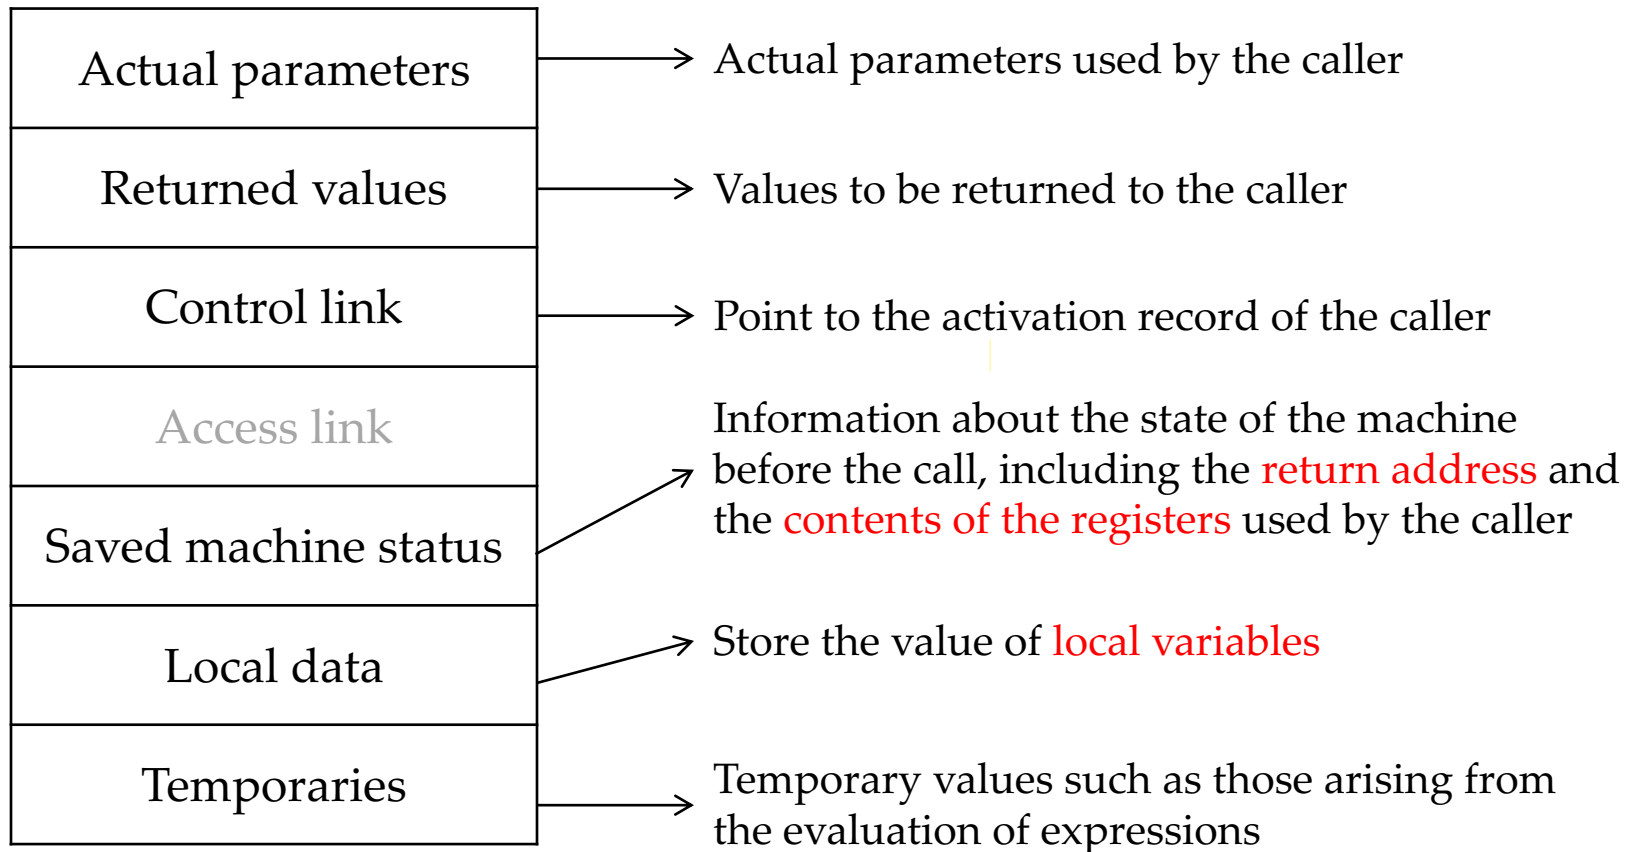 Actual parameters
Actual parameters used by the caller
Returned values
Values to be returned to the caller
Control link
Point to the activation record of the caller
Access link
Saved machine status
Information about the state of the machine
before the call, including the return address and
the contents of the registers used by the caller
Local data
Store the value of local variables
Temporaries
Temporary values such as those arising from
the evaluation of expressions